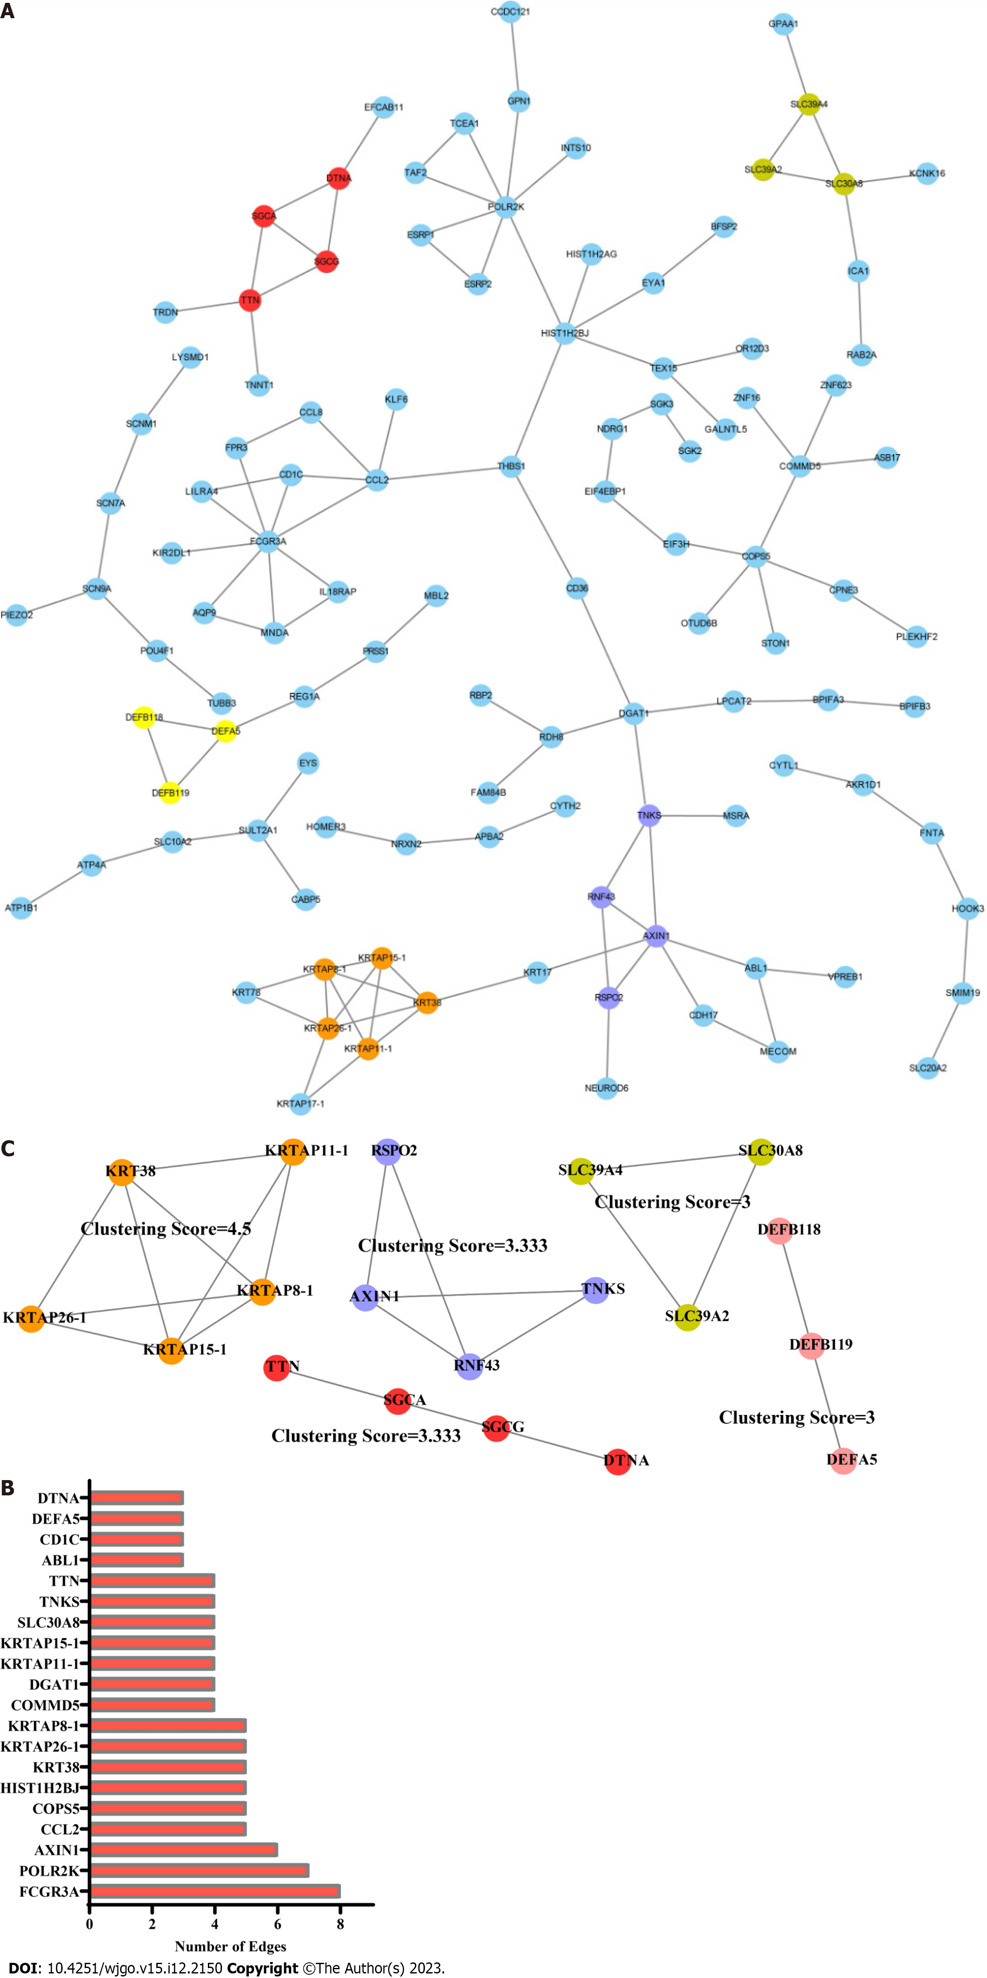 A
CCDC121
GPAA1
EFCAB11
GPN1
SLC39A4
TCEA1
INTS10
TAF2
DTNA
SLC39A2
SLC30A8
KCNK16
SGCA
POLR2K
ESRP1
BFSP2
HIST1H2AG
SGCG
ICA1
ESRP2
EYA1
TTN
TRDN
HIST1H2BJ
OR12D3
RAB2A
LYSMD1
TEX15
TNNT1
ZNF623
KLF6
ZNF16
SGK3
CCL8
SCNM1
NDRG1
GALNTL5
FPR3
SGK2
ASB17
THBS1
COMMD5
CD1C
CCL2
LILRA4
EIF4EBP1
SCN7A
FCGR3A
EIF3H
KIR2DL1
COPS5
SCN9A
CD36
CPNE3
IL18RAP
MBL2
PIEZO2
AQP9
OTUD6B
MNDA
PLEKHF2
STON1
POU4F1
PRSS1
REG1A
RBP2
TUBB3
LPCAT2
BPIFA3
BPIFB3
DGAT1
DEFB118
DEFA5
RDH8
EYS
CYTL1
AKR1D1
DEFB119
FAM84B
CYTH2
TNKS
MSRA
HOMER3
SULT2A1
FNTA
APBA2
SLC10A2
NRXN2
ATP4A
RNF43
CABP5
ATP1B1
HOOK3
AXIN1
KRTAP15-1
KRTAP8-1
KRT17
ABL1
VPREB1
KRT78
SMIM19
RSPO2
KRT38
CDH17
KRTAP26-1
KRTAP11-1
MECOM
SLC20A2
NEUROD6
KRTAP17-1
C
KRTAP11-1
RSPO2
SLC30A8
KRT38
SLC39A4
Clustering Score=3
Clustering Score=4.5
DEFB118
Clustering Score=3.333
KRTAP8-1
TNKS
AXIN1
KRTAP26-1
SLC39A2
KRTAP15-1
DEFB119
TTN
RNF43
SGCA
Clustering Score=3
SGCG
Clustering Score=3.333
DTNA
DEFA5
B
DTNA
DEFA5
CD1C
ABL1
TTN
TNKS
SLC30A8
KRTAP15-1
KRTAP11-1
DGAT1
COMMD5
KRTAP8-1
KRTAP26-1
KRT38
HIST1H2BJ
COPS5
CCL2
AXIN1
POLR2K
FCGR3A
0 2 4 6 8
Number of Edges
DOI: 10.4251/wjgo.v15.i12.2150 Copyright ©The Author(s) 2023.